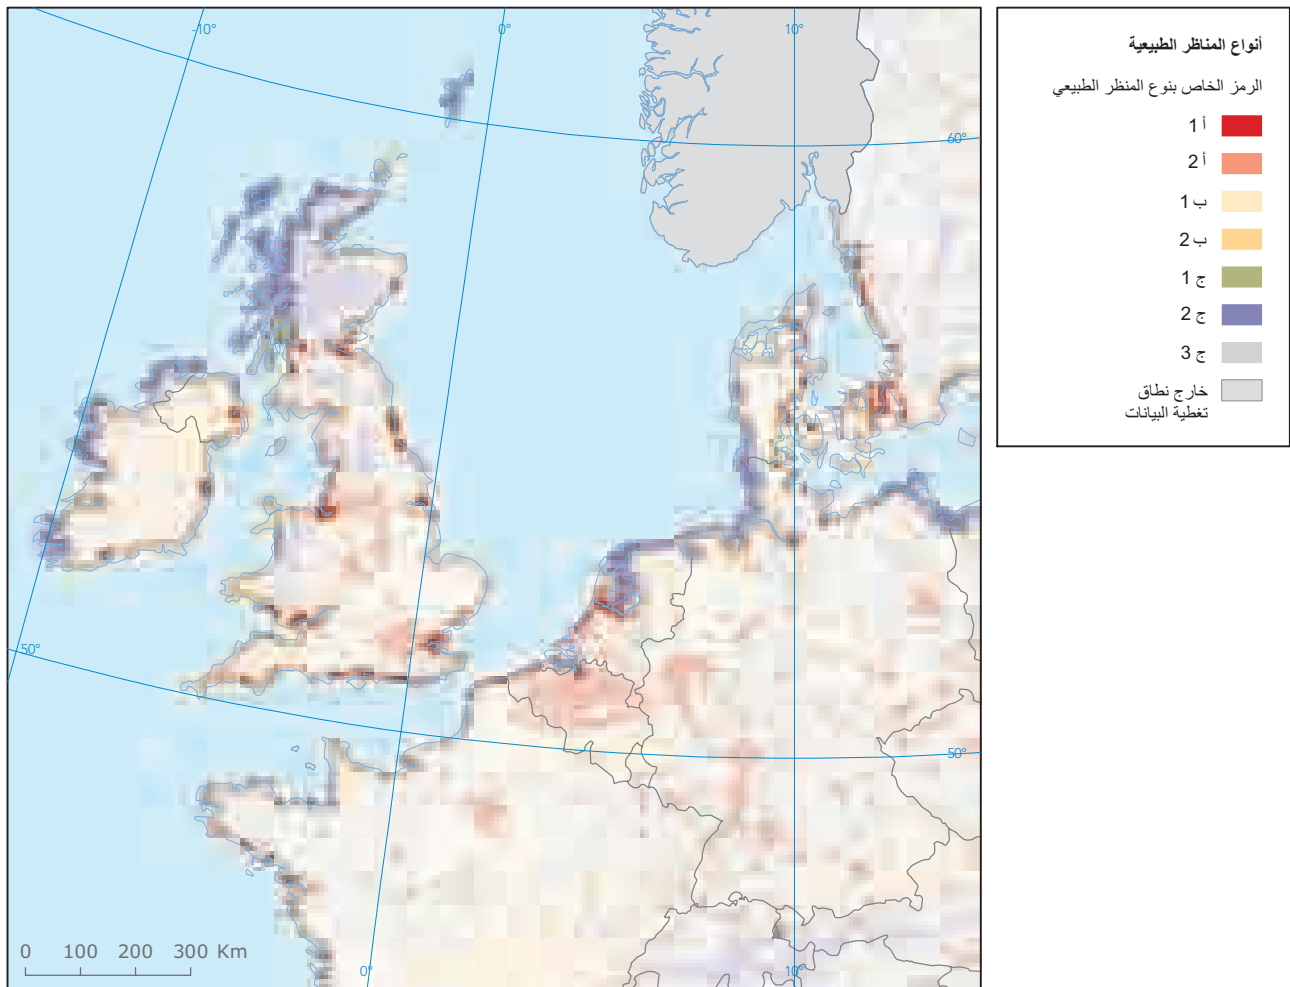 -10°
0°
10°
60°
50°
50°
0 100 200 300 Km
0°
10°
أنواع المناظر الطبيعية
الرمز الخاص بنوع المنظر الطبيعي
أ 1
أ 2
ب 1
ب 2
ج 1
ج 2
ج 3
خارج نطاق
تغطية البيانات